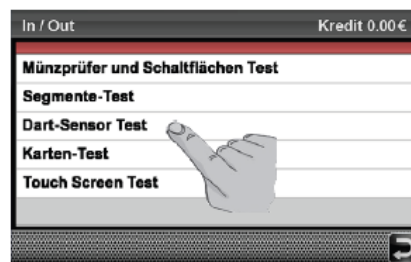 In / Out Kredit 0.00€
Münzprüfer und Schaltflächen Test
Segmente-Test
Dart-Sensor Test
Karten-Test
Touch Screen Test